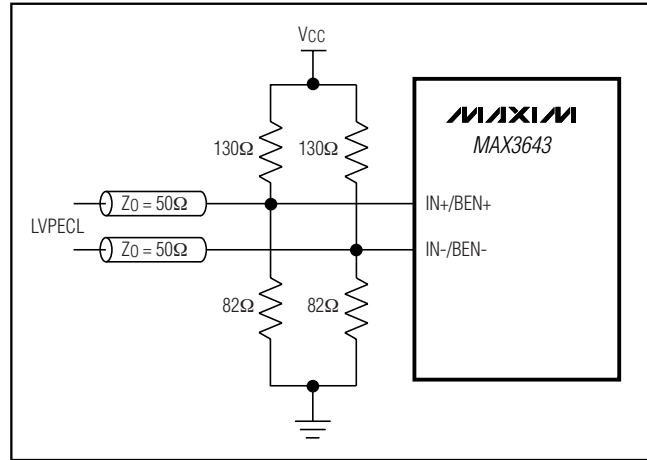 VCC
MAXIM
MAX3643
130Ω 130Ω
Z0 = 50Ω
IN+/BEN+
LVPECL
Z0 = 50Ω
IN-/BEN-
82Ω 82Ω